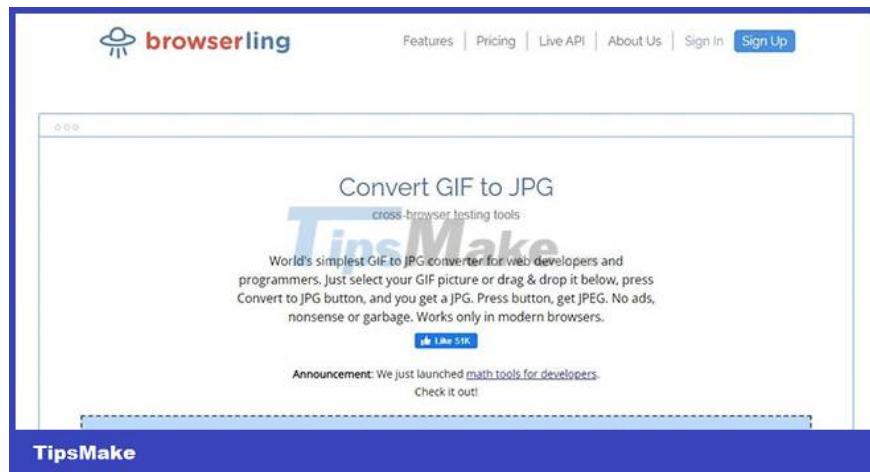 browserling
Features | Pricing | Live API | About Us | Sign In Sign Up
Convert GIF to JPG
cross-browser testing tools
TipsMake
World's simplest GIF to JPG converter for web developers and
programmers. Just select your GIF picture or drag & drop it below, press
Convert to JPG button, and you get a JPG. Press button, get JPEG. No ads,
nonsense or garbage. Works only in modern browsers.
Like 51K
Announcement: We just launched math tools for developers.
Check it out!
TipsMake